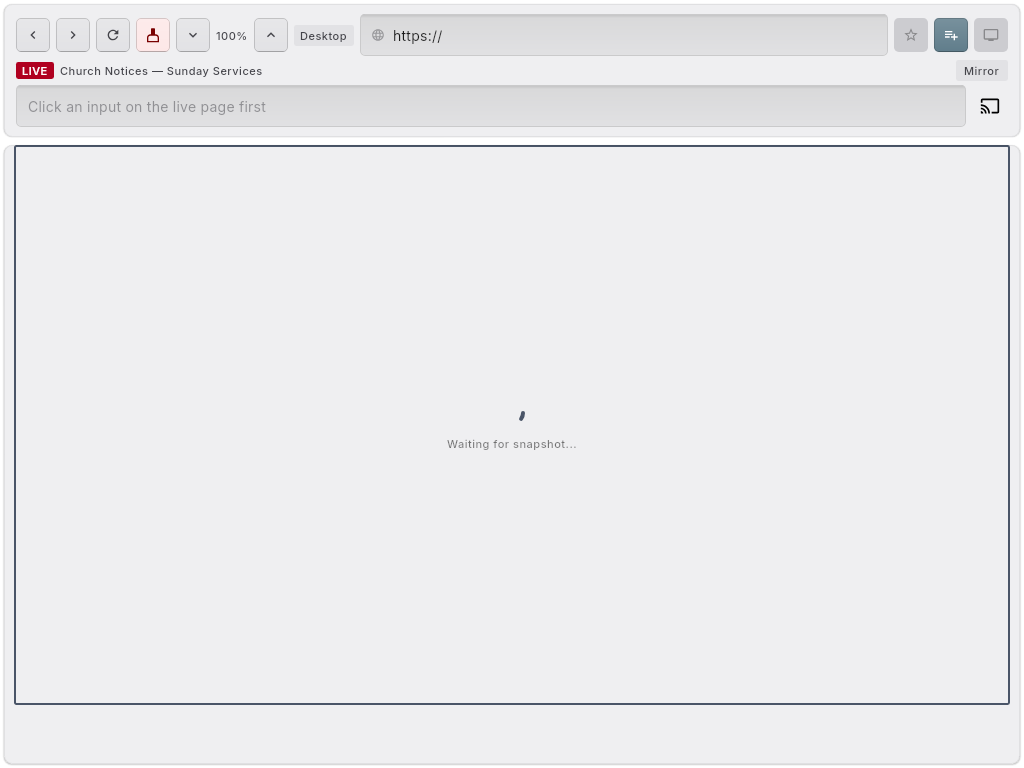 100%
Desktop
https://
LIVE Church Notices — Sunday Services
Mirror
Click an input on the live page first
Waiting for snapshot...